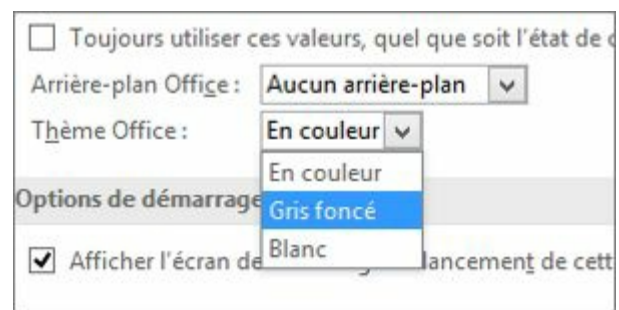 Toujours utiliser ces valeurs, quel que soit l'état de
Arrière-plan Office : Aucun arrière-plan
Thème Office : En couleur
En couleur
Options de démarrage
Gris foncé
Blanc
Afficher l'écran de lancement de cett